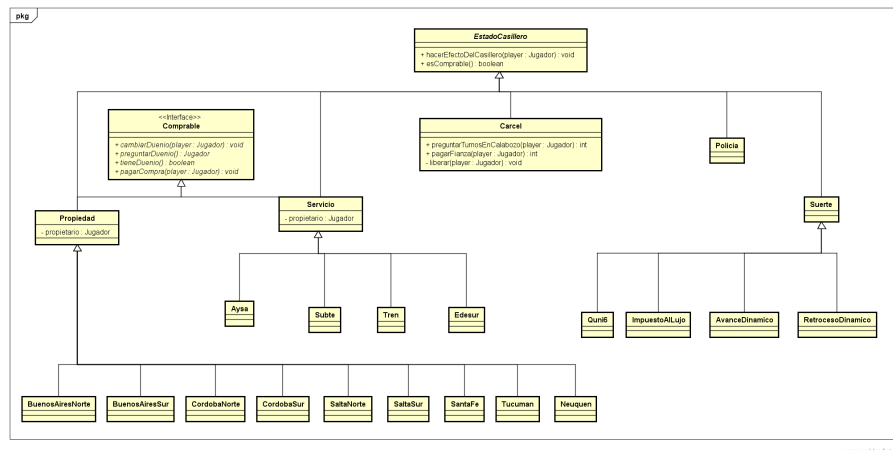 pkg
EstadoCasillero
+ hacerEfectoDelCasillero(player : Jugador) : void
+ esComprable() : boolean
<<Interface>>
Comprable
+ cambiarDuenio(player : Jugador) : void
+ preguntarDuenio() : Jugador
+ tieneDuenio() : boolean
+ pagarCompra(player : Jugador) : void
Carcel
+ preguntarTurnosEnCalabozo(player : Jugador) : int
+ pagarFianza(player : Jugador) : int
- liberar(player : Jugador) : void
Policia
Propiedad
- propietario : Jugador
Servicio
- propietario : Jugador
Suerte
Aysa
Subte
Tren
Edesur
Quni6
ImpuestoAlLujo
AvanceDinamico
RetrocesoDinamico
BuenosAiresNorte
BuenosAiresSur
CordobaNorte
CordobaSur
SaltaNorte
SaltaSur
SantaFe
Tucuman
Neuquen